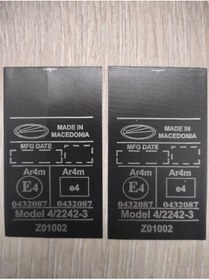 MADE IN
MACEDONIA
MFG DATE
Ar4m Ar4m
E4 e4
0432087 0432087
Model 4/2242-3
Z01002
MADE IN
MACEDONIA
MFG DATE
Ar4m Ar4m
E4 e4
0432087 0432087
Model 4/2242-3
Z01002